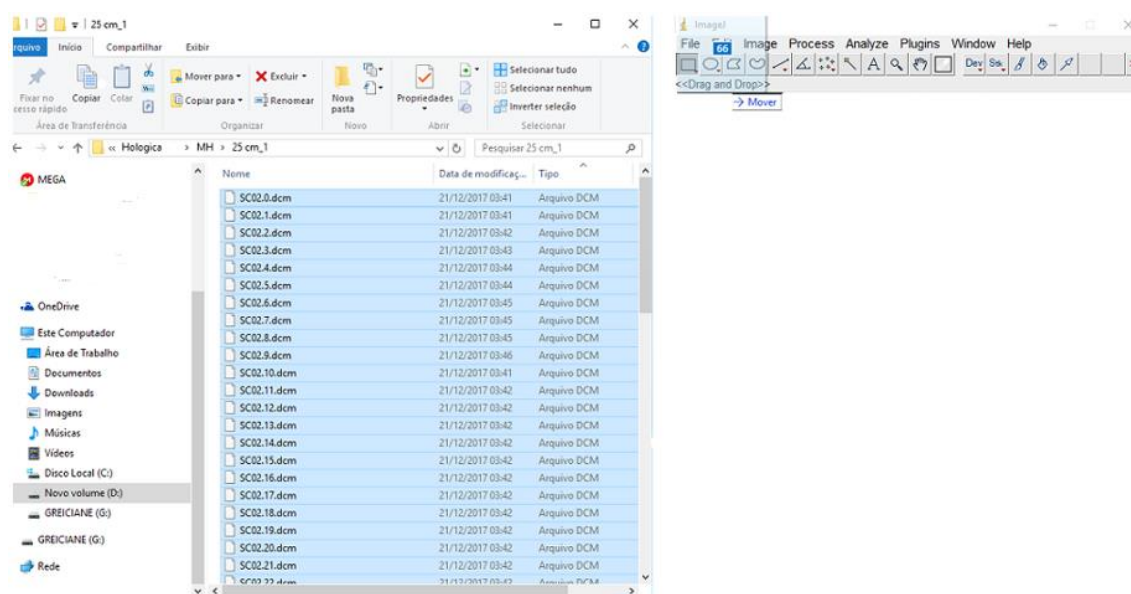 25 cm_1
rquivo Início Compartilhar Exibir
Fixar no
cesso rápido
Copiar
Colar
Mover para
Copiar para
Excluir
Renomear
Nova
pasta
Propriedades
Selecionar tudo
Selecionar nenhum
Inverter seleção
Área de Transferência Organizar Novo Abrir Selecionar
« Hologica > MH > 25 cm_1
Pesquisar 25 cm_1
MEGA
OneDrive
Este Computador
Área de Trabalho
Documentos
Downloads
Imagens
Músicas
Vídeos
Disco Local (C:)
Novo volume (D:)
GREICIANE (G:)
GREICIANE (G:)
Rede
Nome Data de modificaç... Tipo
SC02.0.dcm 21/12/2017 03:41 Arquivo DCM
SC02.1.dcm 21/12/2017 03:41 Arquivo DCM
SC02.2.dcm 21/12/2017 03:42 Arquivo DCM
SC02.3.dcm 21/12/2017 03:43 Arquivo DCM
SC02.4.dcm 21/12/2017 03:44 Arquivo DCM
SC02.5.dcm 21/12/2017 03:44 Arquivo DCM
SC02.6.dcm 21/12/2017 03:45 Arquivo DCM
SC02.7.dcm 21/12/2017 03:45 Arquivo DCM
SC02.8.dcm 21/12/2017 03:45 Arquivo DCM
SC02.9.dcm 21/12/2017 03:46 Arquivo DCM
SC02.10.dcm 21/12/2017 03:41 Arquivo DCM
SC02.11.dcm 21/12/2017 03:42 Arquivo DCM
SC02.12.dcm 21/12/2017 03:42 Arquivo DCM
SC02.13.dcm 21/12/2017 03:42 Arquivo DCM
SC02.14.dcm 21/12/2017 03:42 Arquivo DCM
SC02.15.dcm 21/12/2017 03:42 Arquivo DCM
SC02.16.dcm 21/12/2017 03:42 Arquivo DCM
SC02.17.dcm 21/12/2017 03:42 Arquivo DCM
SC02.18.dcm 21/12/2017 03:42 Arquivo DCM
SC02.19.dcm 21/12/2017 03:42 Arquivo DCM
SC02.20.dcm 21/12/2017 03:42 Arquivo DCM
SC02.21.dcm 21/12/2017 03:42 Arquivo DCM
SC02.22.dcm 21/12/2017 03:42 Arquivo DCM
ImageJ
File Edit Image Process Analyze Plugins Window Help
66
A Dev Stk
<<Drag and Drop>>
Mover